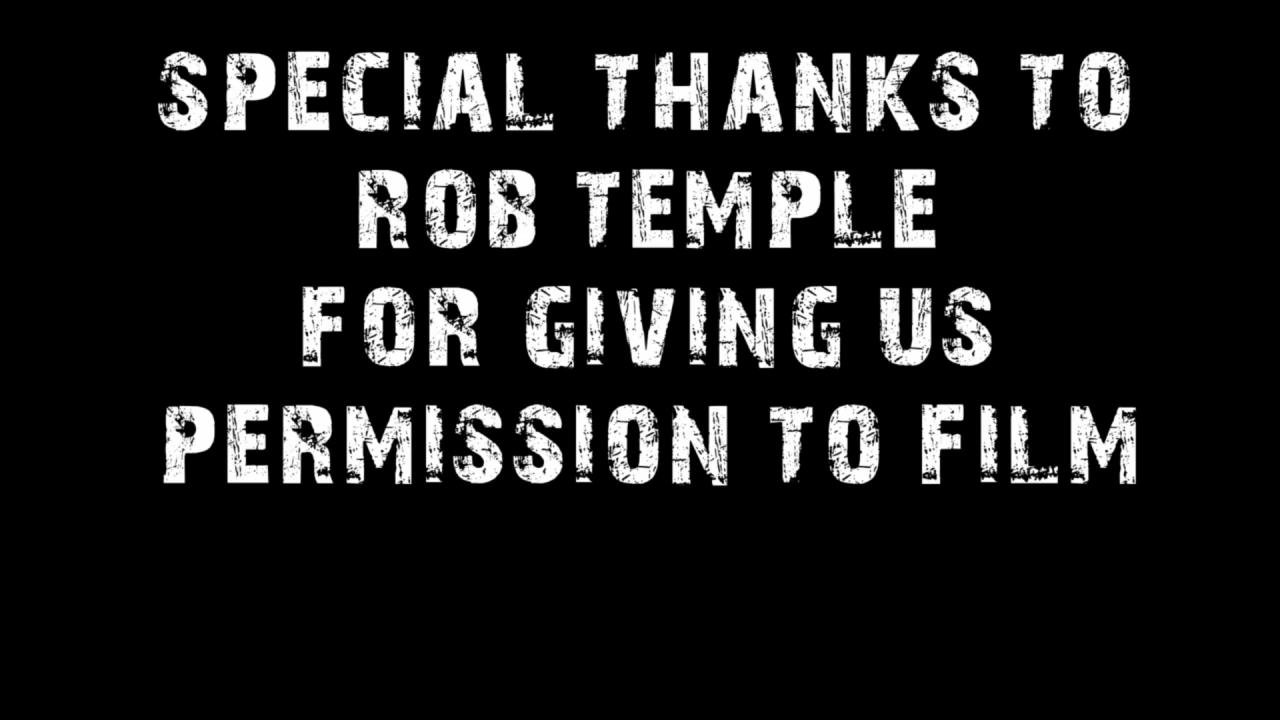 SPECIAL THANKS TO
ROB TEMPLE
FOR GIVING US
PERMISSION TO FILM